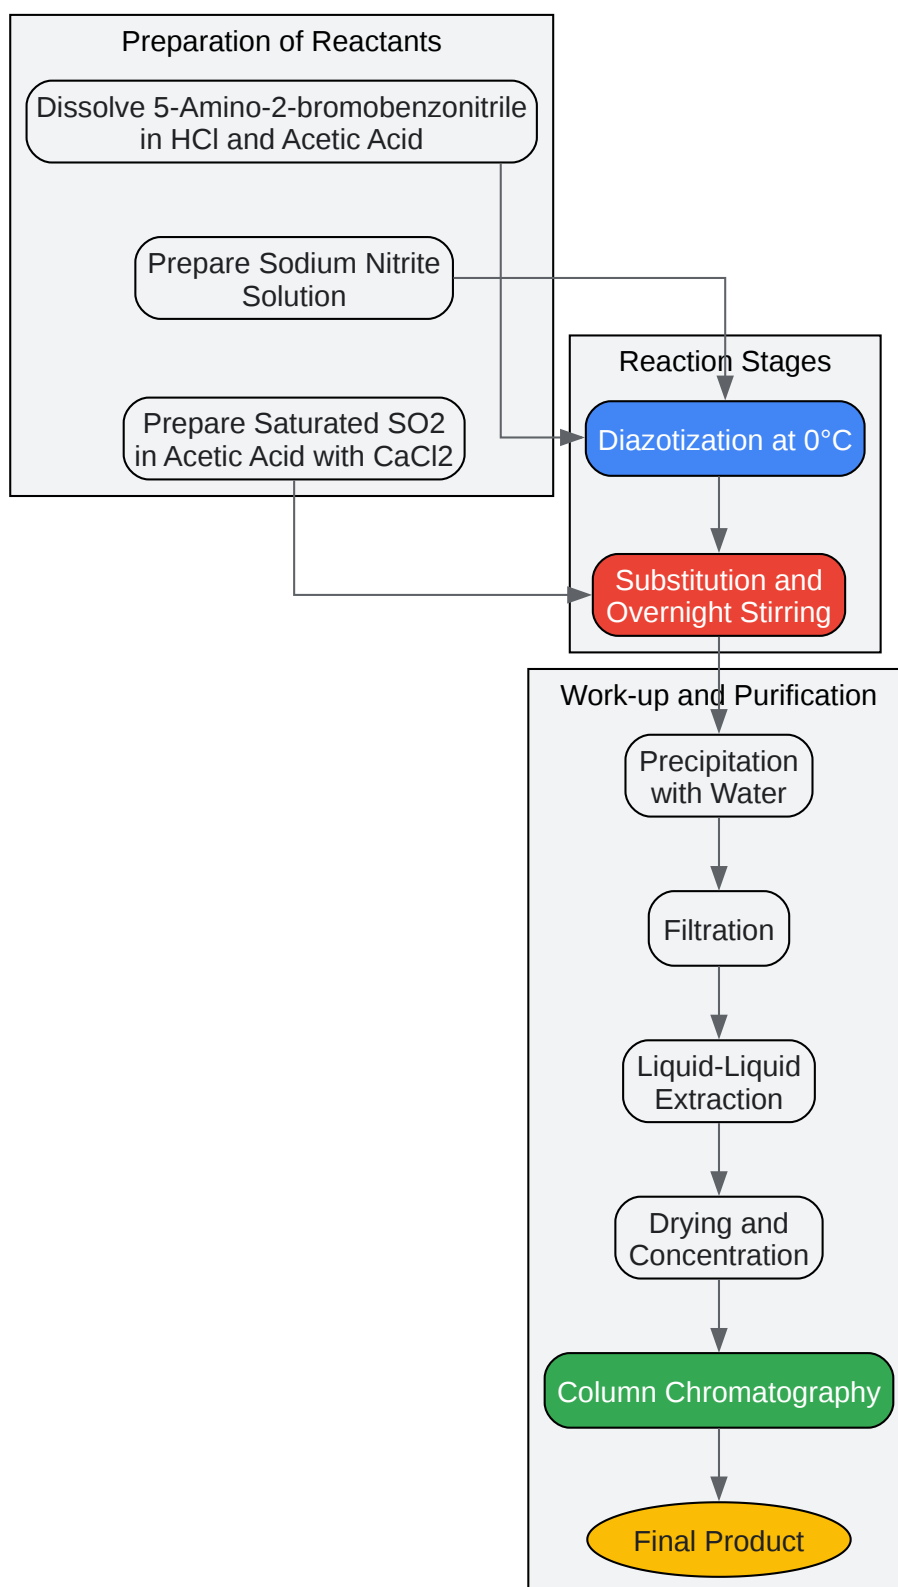 Preparation of Reactants
Dissolve 5-Amino-2-bromobenzonitrile
in HCl and Acetic Acid
Prepare Sodium Nitrite
Solution
Prepare Saturated SO2
in Acetic Acid with CaCl2
Reaction Stages
Diazotization at 0°C
Substitution and
Overnight Stirring
Work-up and Purification
Precipitation
with Water
Filtration
Liquid-Liquid
Extraction
Drying and
Concentration
Column Chromatography
Final Product